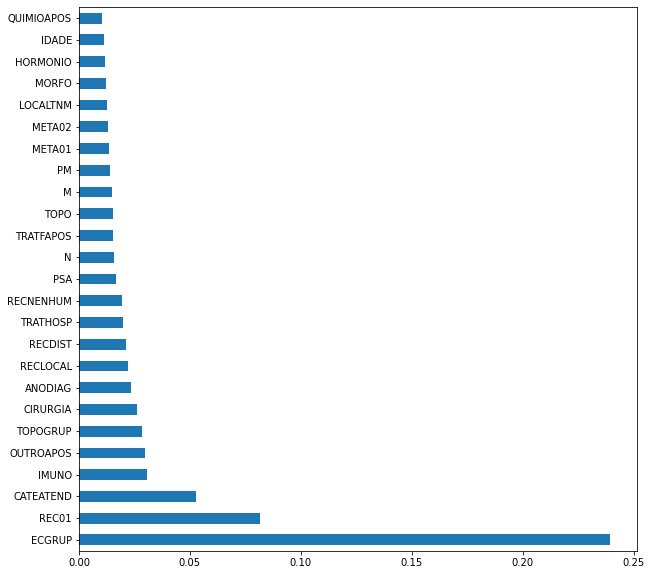 QUIMIOAPOS
IDADE
HORMONIO
MORFO
LOCALTNM
META02
META01
PM
M
TOPO
TRATFAPOS
N
PSA
RECNENHUM
TRATHOSP
RECDIST
RECLOCAL
ANODIAG
CIRURGIA
TOPOGRUP
OUTROAPOS
IMUNO
CATEATEND
REC01
ECGRUP
0.00 0.05 0.10 0.15 0.20 0.25